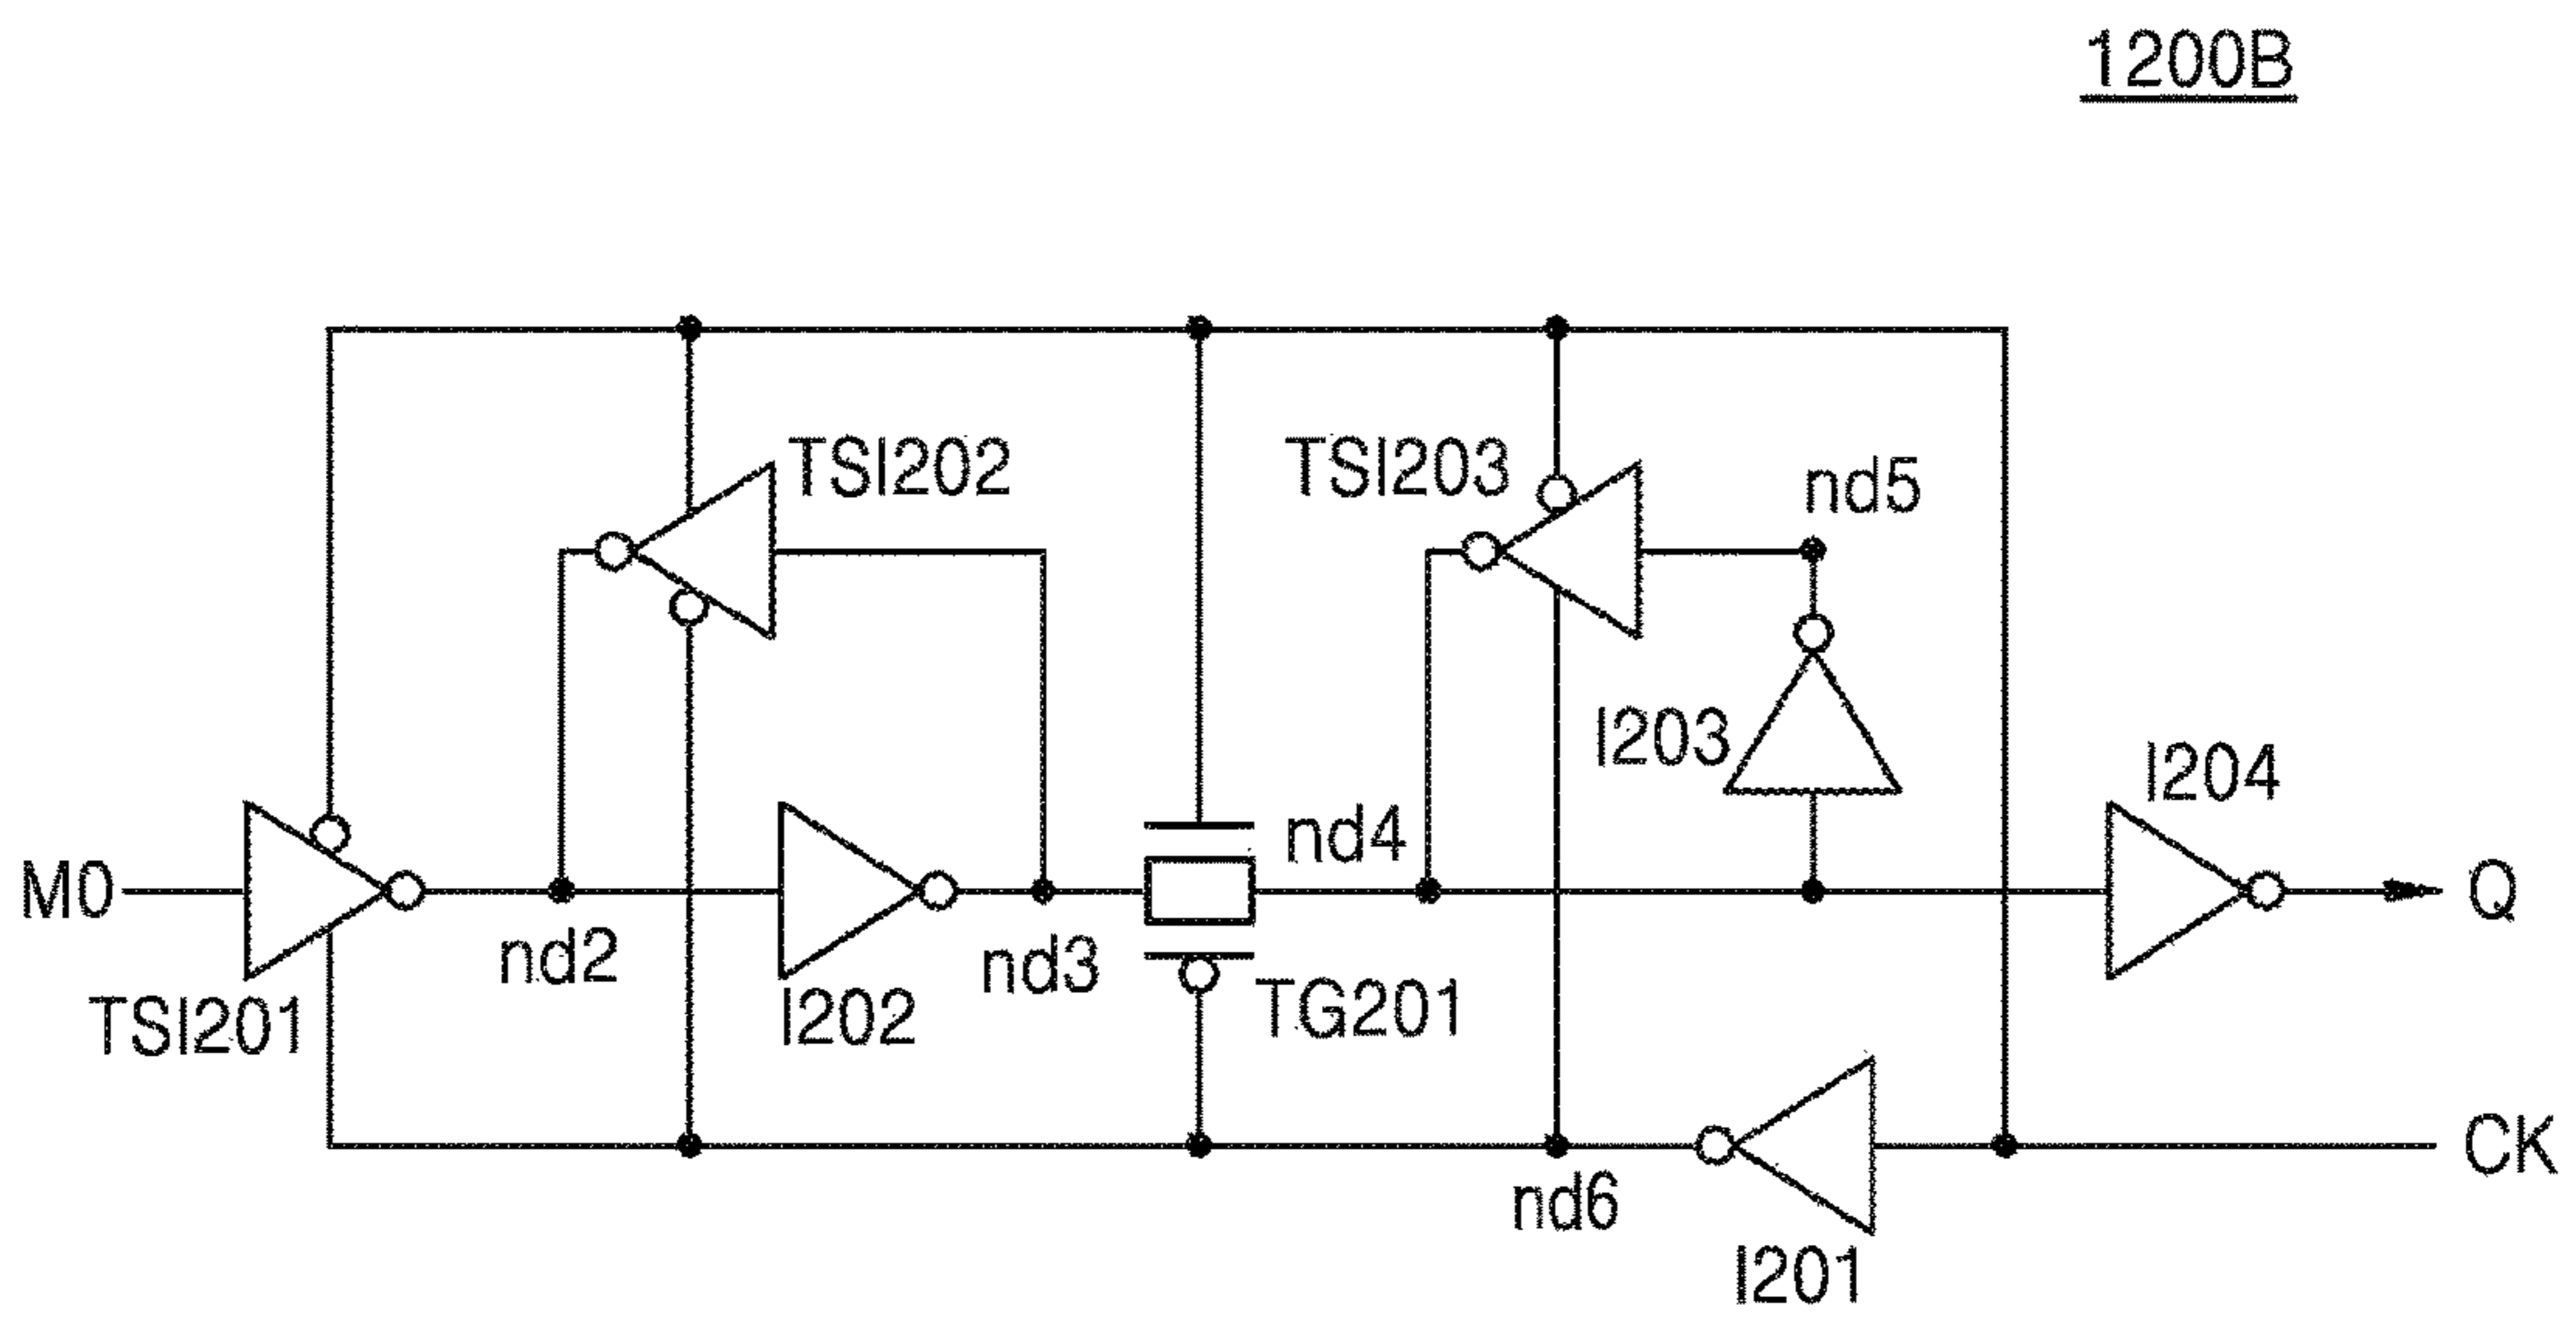 1200B
TSI202
TSI203
nd5
I203
I204
M0
nd4
Q
nd2
nd3
TSI201
I202
TG201
CK
nd6
I201